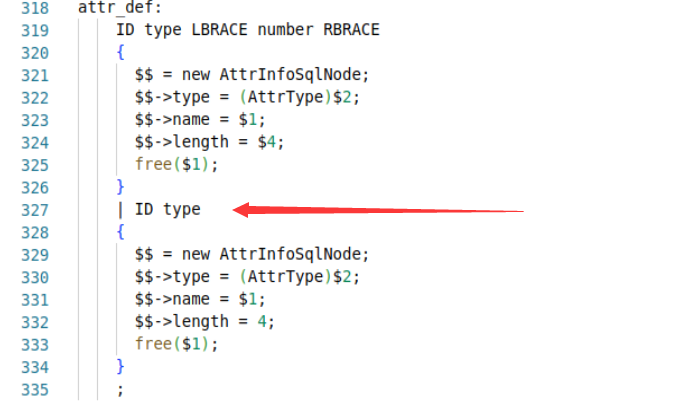 318 attr_def:
319 ID type LBRACE number RBRACE
320 {
321 $$ = new AttrInfoSqlNode;
322 $$->type = (AttrType)$2;
323 $$->name = $1;
324 $$->length = $4;
325 free($1);
326 }
327 | ID type
328 {
329 $$ = new AttrInfoSqlNode;
330 $$->type = (AttrType)$2;
331 $$->name = $1;
332 $$->length = 4;
333 free($1);
334 }
335 ;